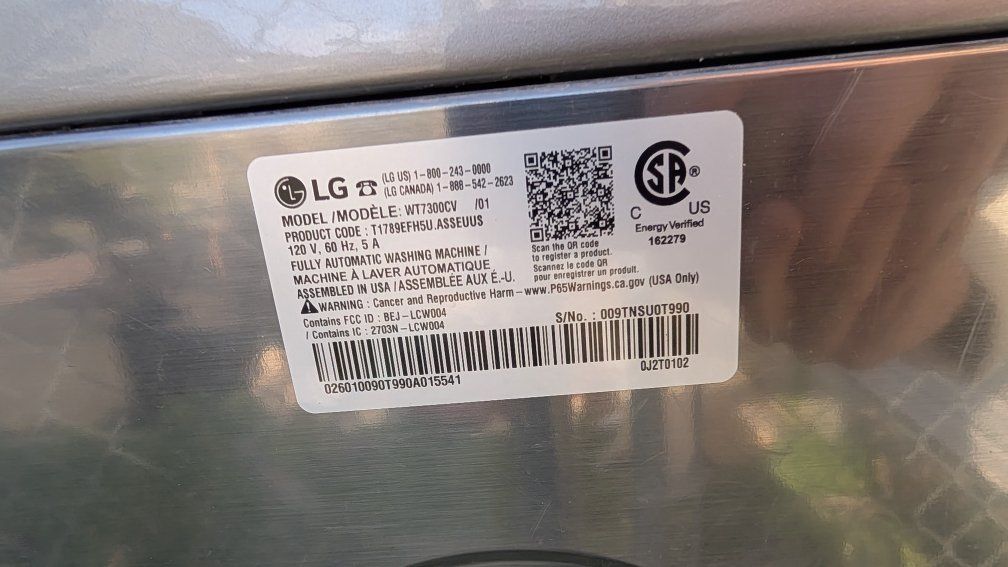 LG ☎ (LG US) 1-800-243-0000
(LG CANADA) 1-888-542-2623
MODEL /MODÈLE: WT7300CV /01
PRODUCT CODE : T1789EFH5U.ASSEUUS
120 V, 60 Hz, 5 A
FULLY AUTOMATIC WASHING MACHINE /
MACHINE À LAVER AUTOMATIQUE
ASSEMBLED IN USA / ASSEMBLÉE AUX É.-U.
Scan the QR code
to register a product.
Scannez le code QR
pour enregistrer un produit.
CSA®
C US
Energy Verified
162279
⚠WARNING : Cancer and Reproductive Harm-www.P65Warnings.ca.gov (USA Only)
Contains FCC ID : BEJ-LCW004
/ Contains IC : 2703N-LCW004
S/No. : 009TNSU0T990
026010090T990A015541
0J2T0102